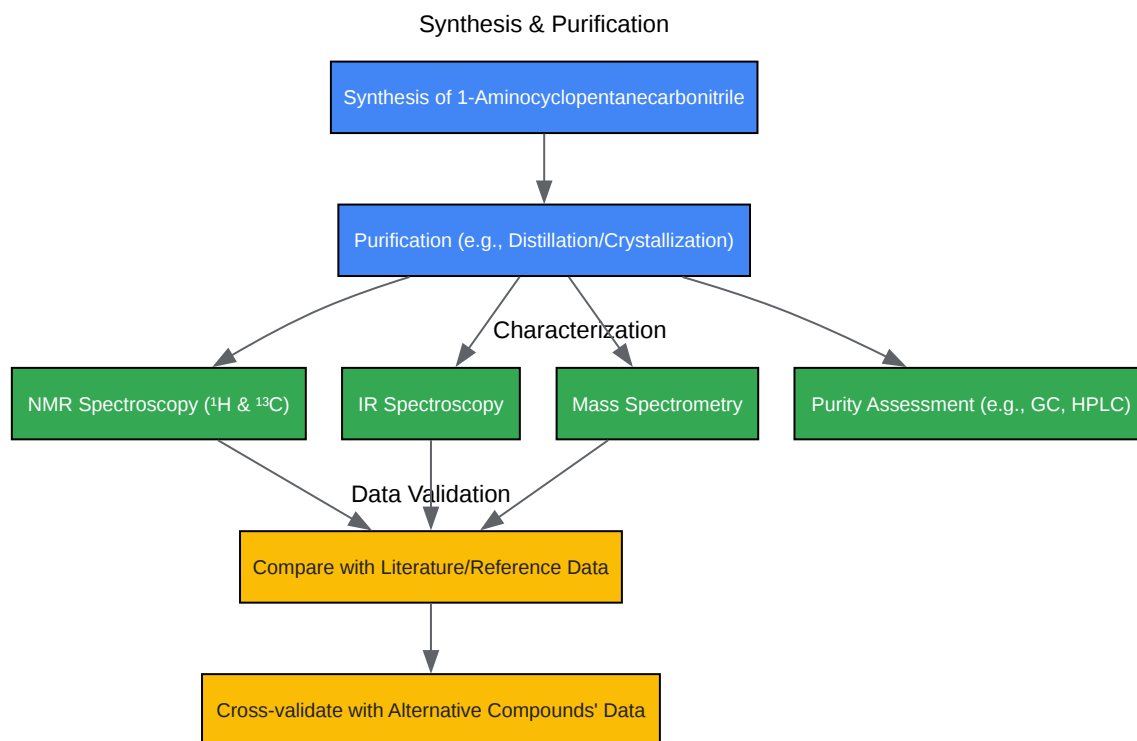 Synthesis & Purification
Synthesis of 1-Aminocyclopentanecarbonitrile
Purification (e.g., Distillation/Crystallization)
Characterization
NMR Spectroscopy (¹H & ¹³C)
IR Spectroscopy
Mass Spectrometry
Purity Assessment (e.g., GC, HPLC)
Data Validation
Compare with Literature/Reference Data
Cross-validate with Alternative Compounds' Data